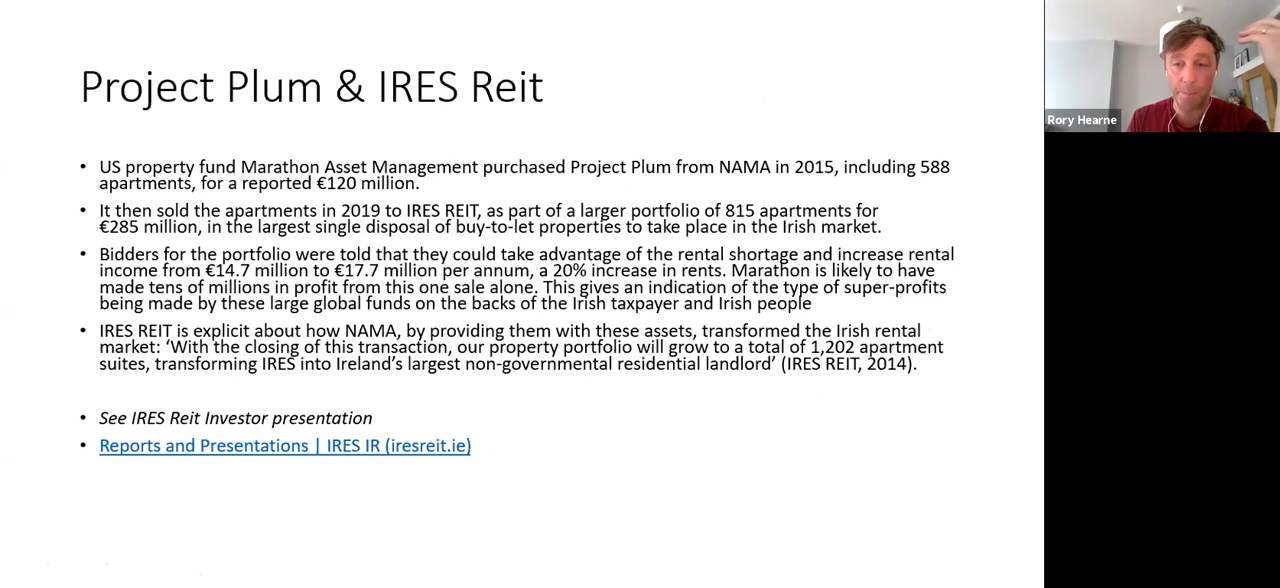 Project Plum & IRES Reit
Rory Hearne
• US property fund Marathon Asset Management purchased Project Plum from NAMA in 2015, including 588
apartments, for a reported €120 million.
• It then sold the apartments in 2019 to IRES REIT, as part of a larger portfolio of 815 apartments for
€285 million, in the largest single disposal of buy-to-let properties to take place in the Irish market.
• Bidders for the portfolio were told that they could take advantage of the rental shortage and increase rental
income from €14.7 million to €17.7 million per annum, a 20% increase in rents. Marathon is likely to have
made tens of millions in profit from this one sale alone. This gives an indication of the type of super-profits
being made by these large global funds on the backs of the Irish taxpayer and Irish people
• IRES REIT is explicit about how NAMA, by providing them with these assets, transformed the Irish rental
market: ‘With the closing of this transaction, our property portfolio will grow to a total of 1,202 apartment
suites, transforming IRES into Ireland’s largest non-governmental residential landlord’ (IRES REIT, 2014).
• See IRES Reit Investor presentation
• Reports and Presentations | IRES IR (iresreit.ie)